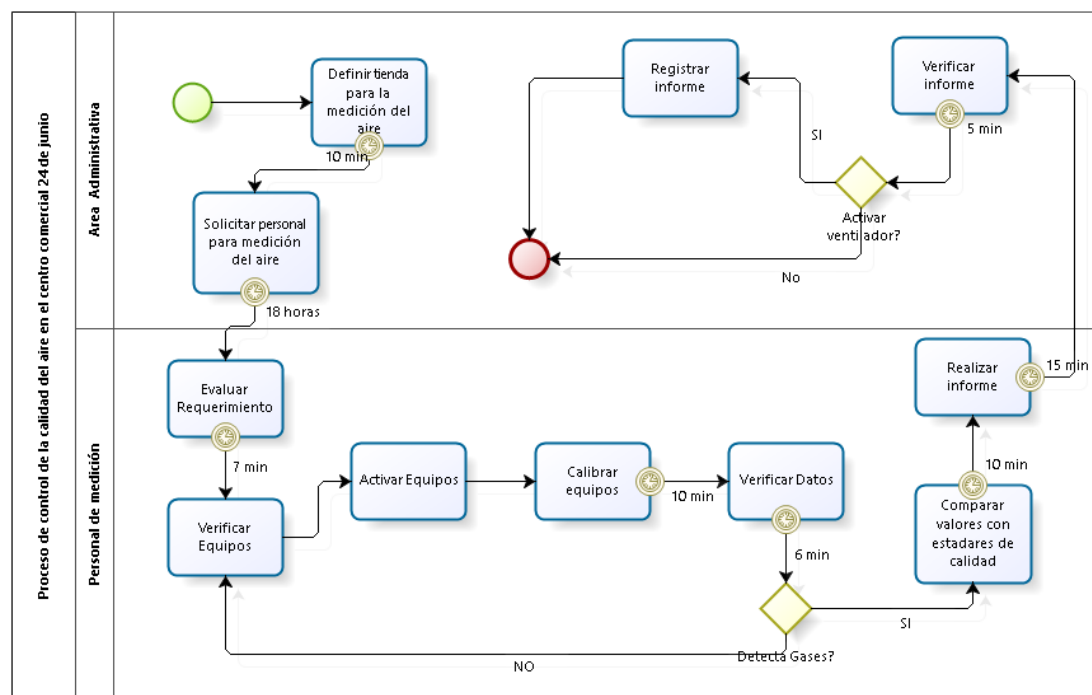 Proceso de control de la calidad del aire en el centro comercial 24 de junio
Area Administrativa
Definir tienda
para la
medición del
aire
10 min
Solicitar personal
para medición
del aire
18 horas
Registrar
informe
Verificar
informe
5 min
SI
Activar
ventilador?
No
Personal de medición
Evaluar
Requerimiento
7 min
Verificar
Equipos
Activar Equipos
Calibrar
equipos
10 min
Verificar Datos
6 min
Detecta Gases?
NO
SI
Comparar
valores con
estadares de
calidad
10 min
Realizar
informe
15 min